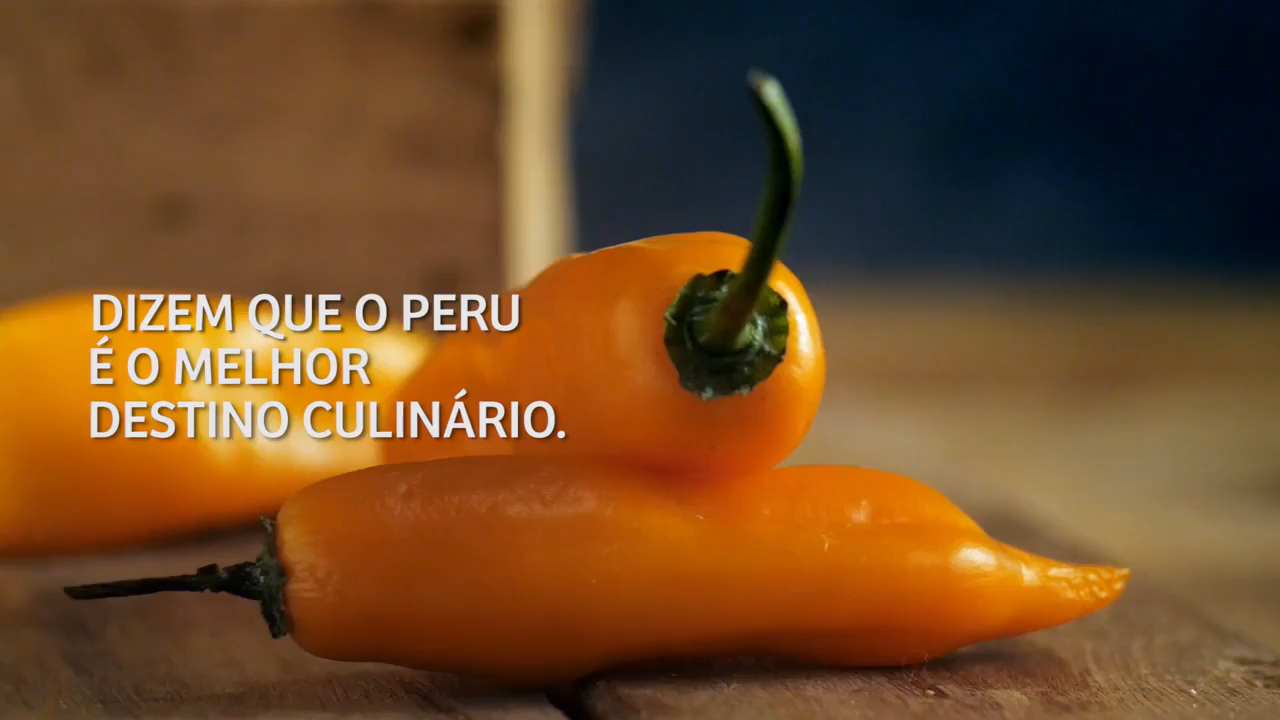 DIZEM QUE O PERU
É O MELHOR
DESTINO CULINÁRIO.